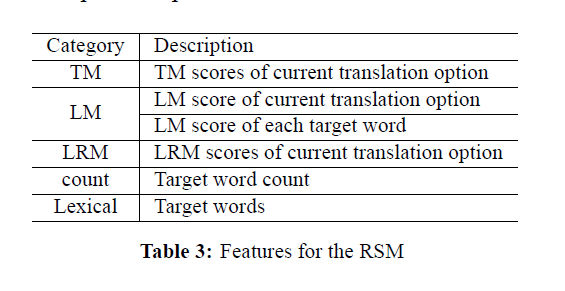 Category Description
TM TM scores of current translation option
LM LM score of current translation option
LM score of each target word
LRM LRM scores of current translation option
count Target word count
Lexical Target words
Table 3: Features for the RSM